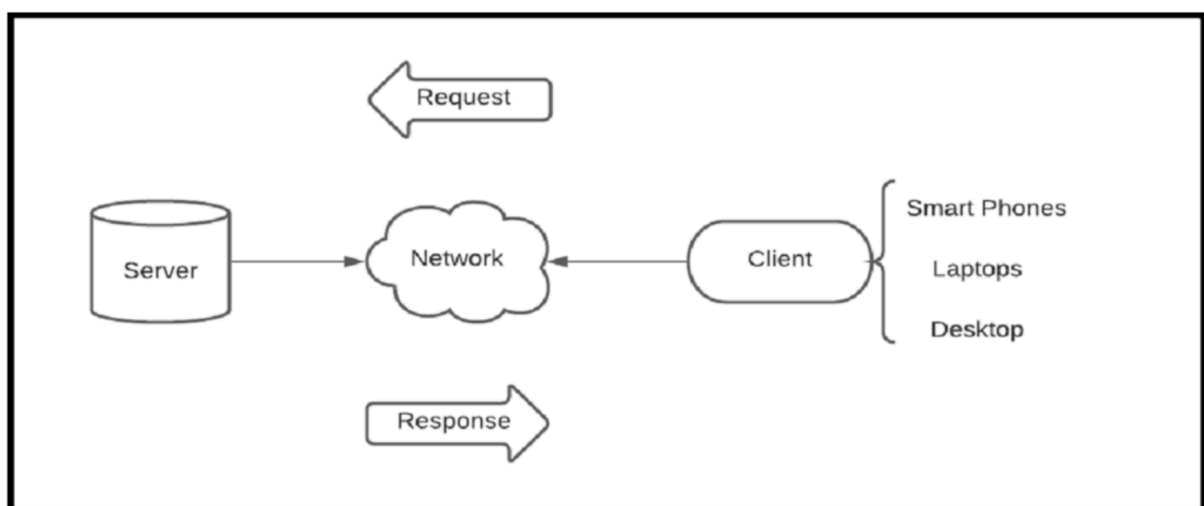 Request
Smart Phones
Server
Network
Client
Laptops
Desktop
Response